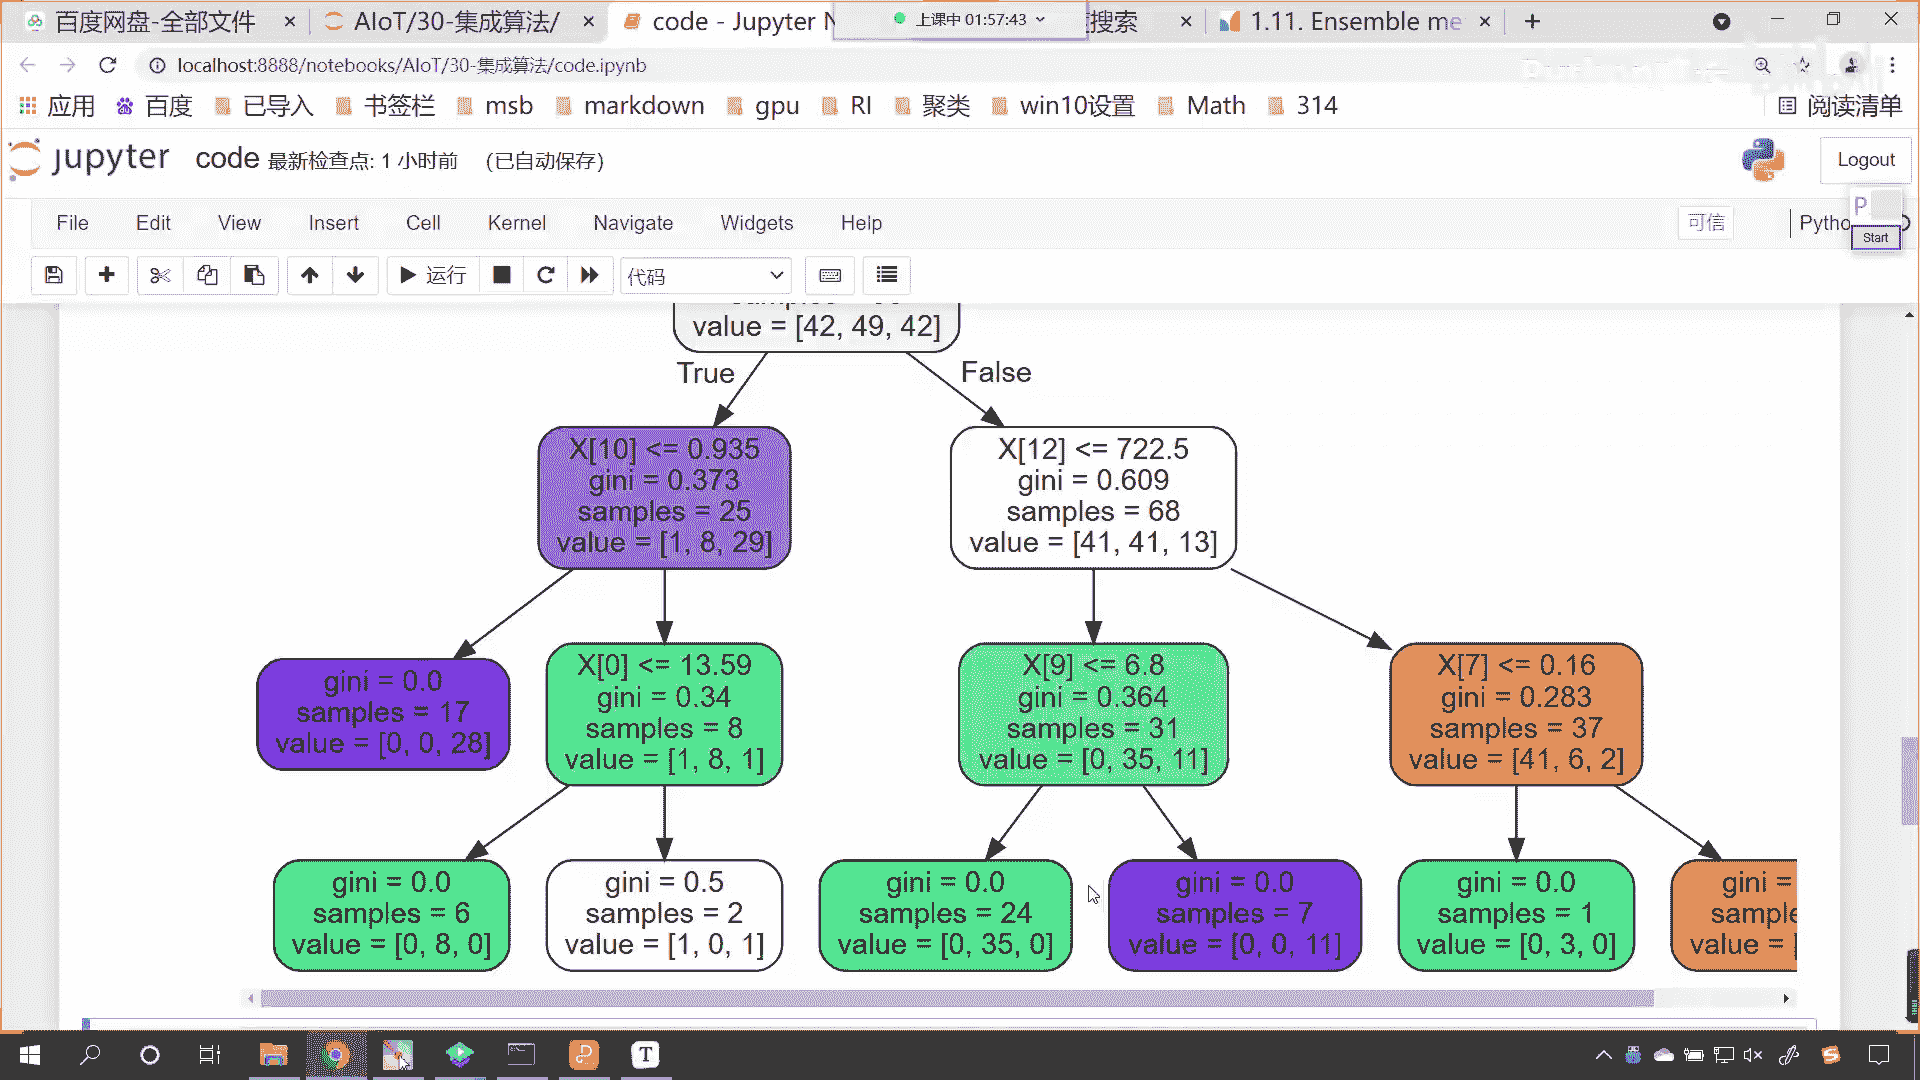 百度网盘-全部文件
AIoT/30-集成算法/
code - Jupyter N
上课中 01:57:43
搜索
1.11. Ensemble me
localhost:8888/notebooks/AIoT/30-集成算法/code.ipynb
应用 百度 已导入 书签栏 msb markdown gpu RI 聚类 win10设置 Math 314 阅读清单
jupyter code 最新检查点: 1 小时前 (已自动保存)
Logout
File Edit View Insert Cell Kernel Navigate Widgets Help 可信
P
Start
运行 代码
value = [42, 49, 42]
True False
X[10] <= 0.935
gini = 0.373
samples = 25
value = [1, 8, 29]
X[12] <= 722.5
gini = 0.609
samples = 68
value = [41, 41, 13]
gini = 0.0
samples = 17
value = [0, 0, 28]
X[0] <= 13.59
gini = 0.34
samples = 8
value = [1, 8, 1]
X[9] <= 6.8
gini = 0.364
samples = 31
value = [0, 35, 11]
X[7] <= 0.16
gini = 0.283
samples = 37
value = [41, 6, 2]
gini = 0.0
samples = 6
value = [0, 8, 0]
gini = 0.5
samples = 2
value = [1, 0, 1]
gini = 0.0
samples = 24
value = [0, 35, 0]
gini = 0.0
samples = 7
value = [0, 0, 11]
gini = 0.0
samples = 1
value = [0, 3, 0]
gini =
sample
value = [